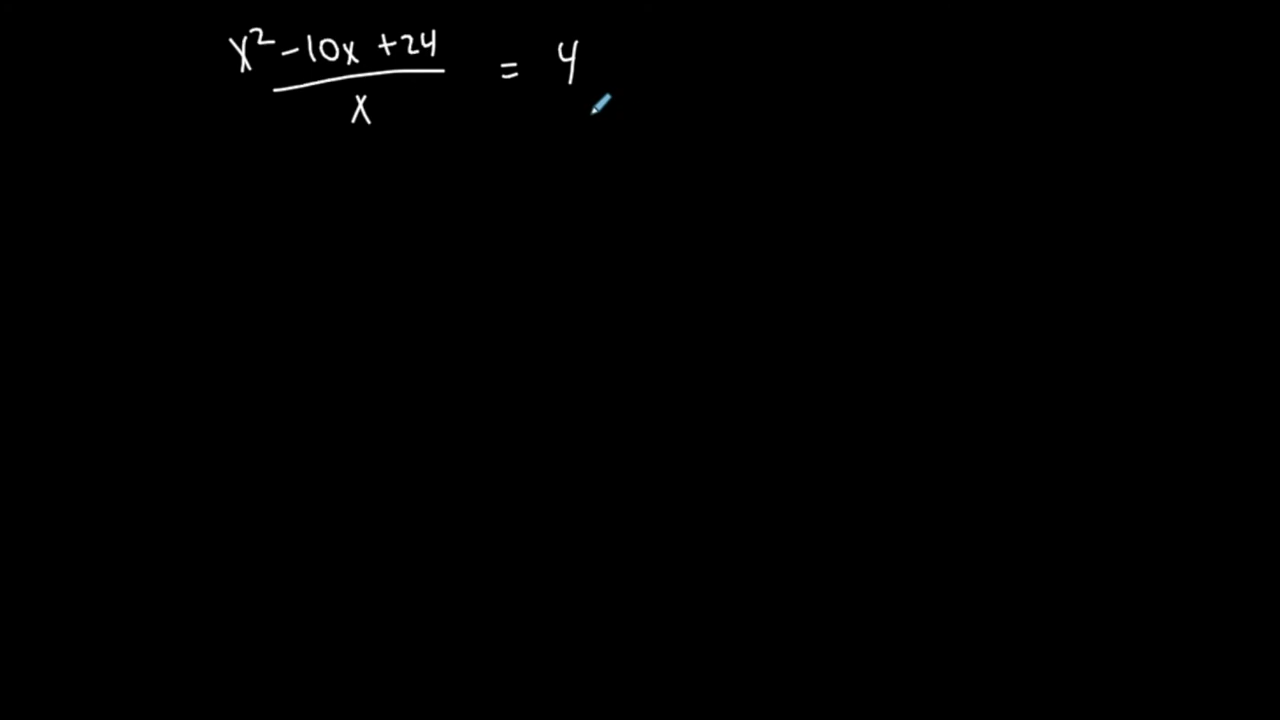 x² - 10x + 24
x
= 4